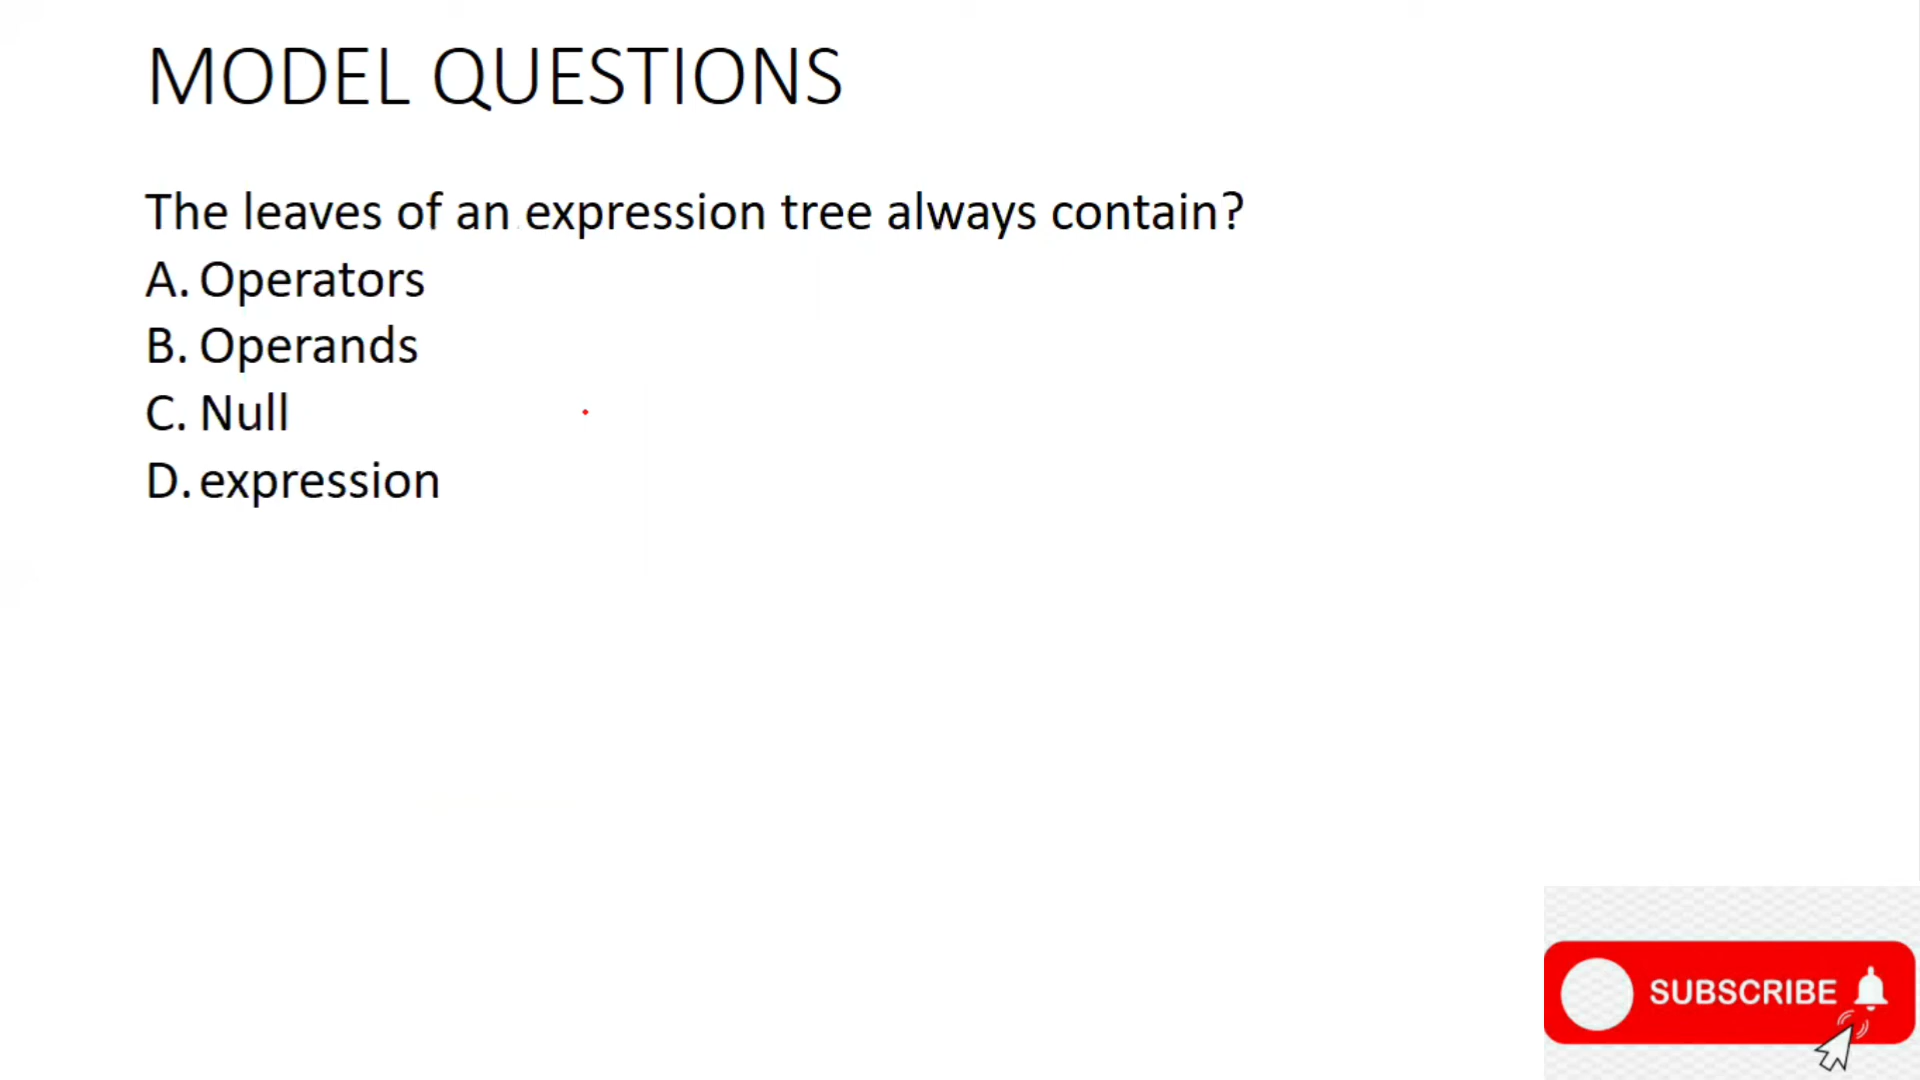 MODEL QUESTIONS
The leaves of an expression tree always contain?
A. Operators
B. Operands
C. Null
D. expression
SUBSCRIBE